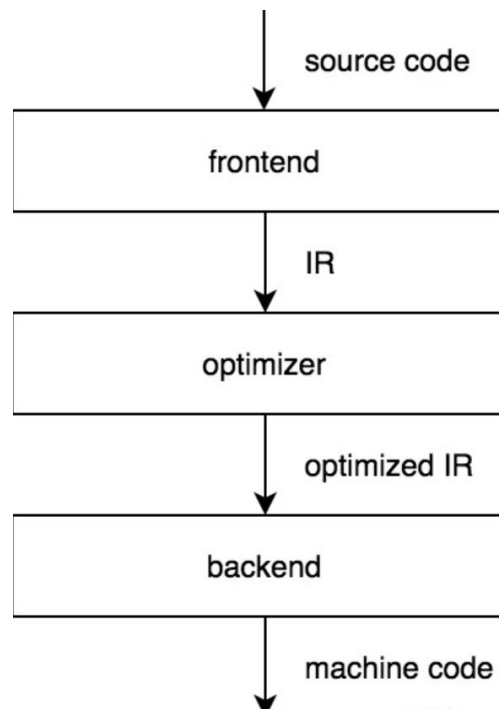 source code
frontend
IR
optimizer
optimized IR
backend
machine code